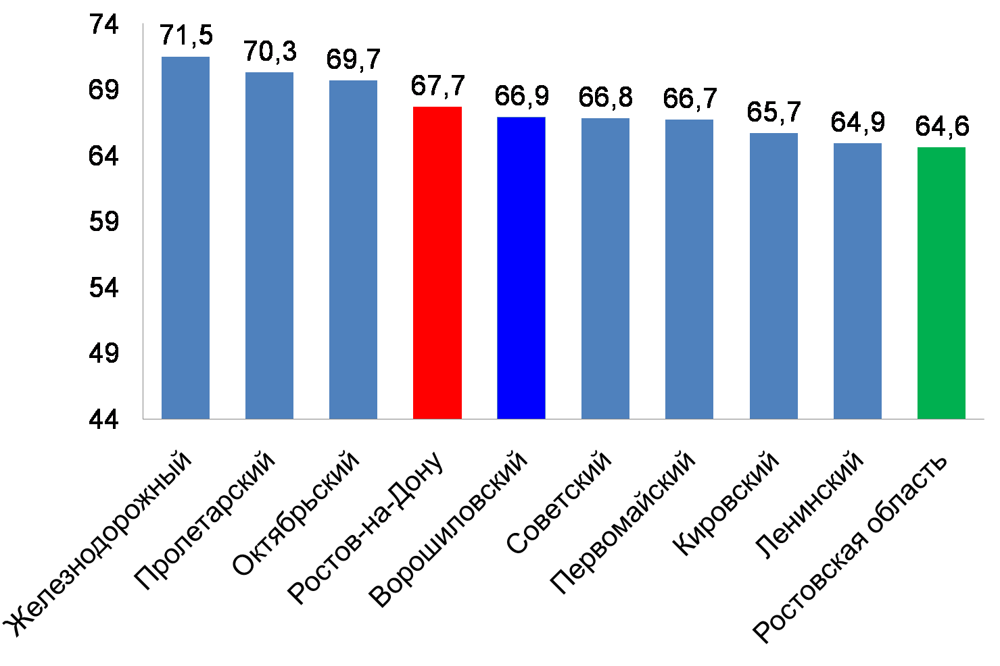 74
69
64
59
54
49
44
71,5
70,3
69,7
67,7
66,9
66,8
66,7
65,7
64,9
64,6
Железнодорожный
Пролетарский
Октябрьский
Ростов-на-Дону
Ворошиловский
Советский
Первомайский
Кировский
Ленинский
Ростовская область